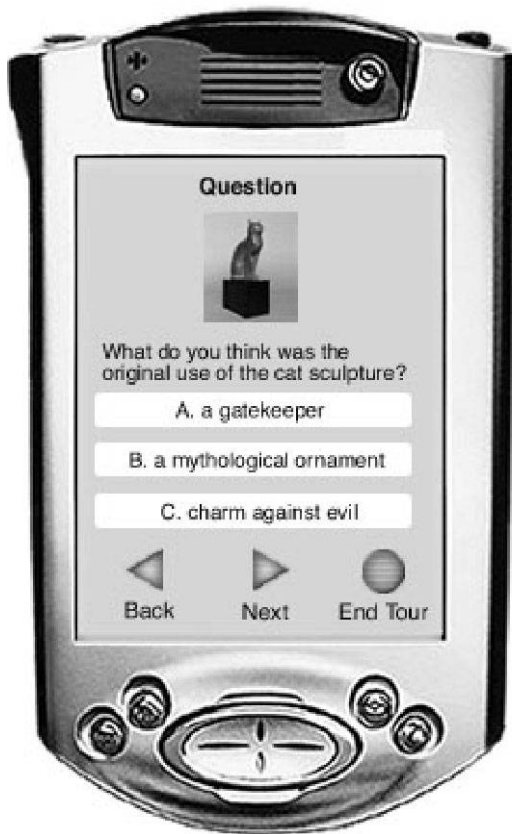 Question
What do you think was the
original use of the cat sculpture?
A. a gatekeeper
B. a mythological ornament
C. charm against evil
Back Next End Tour